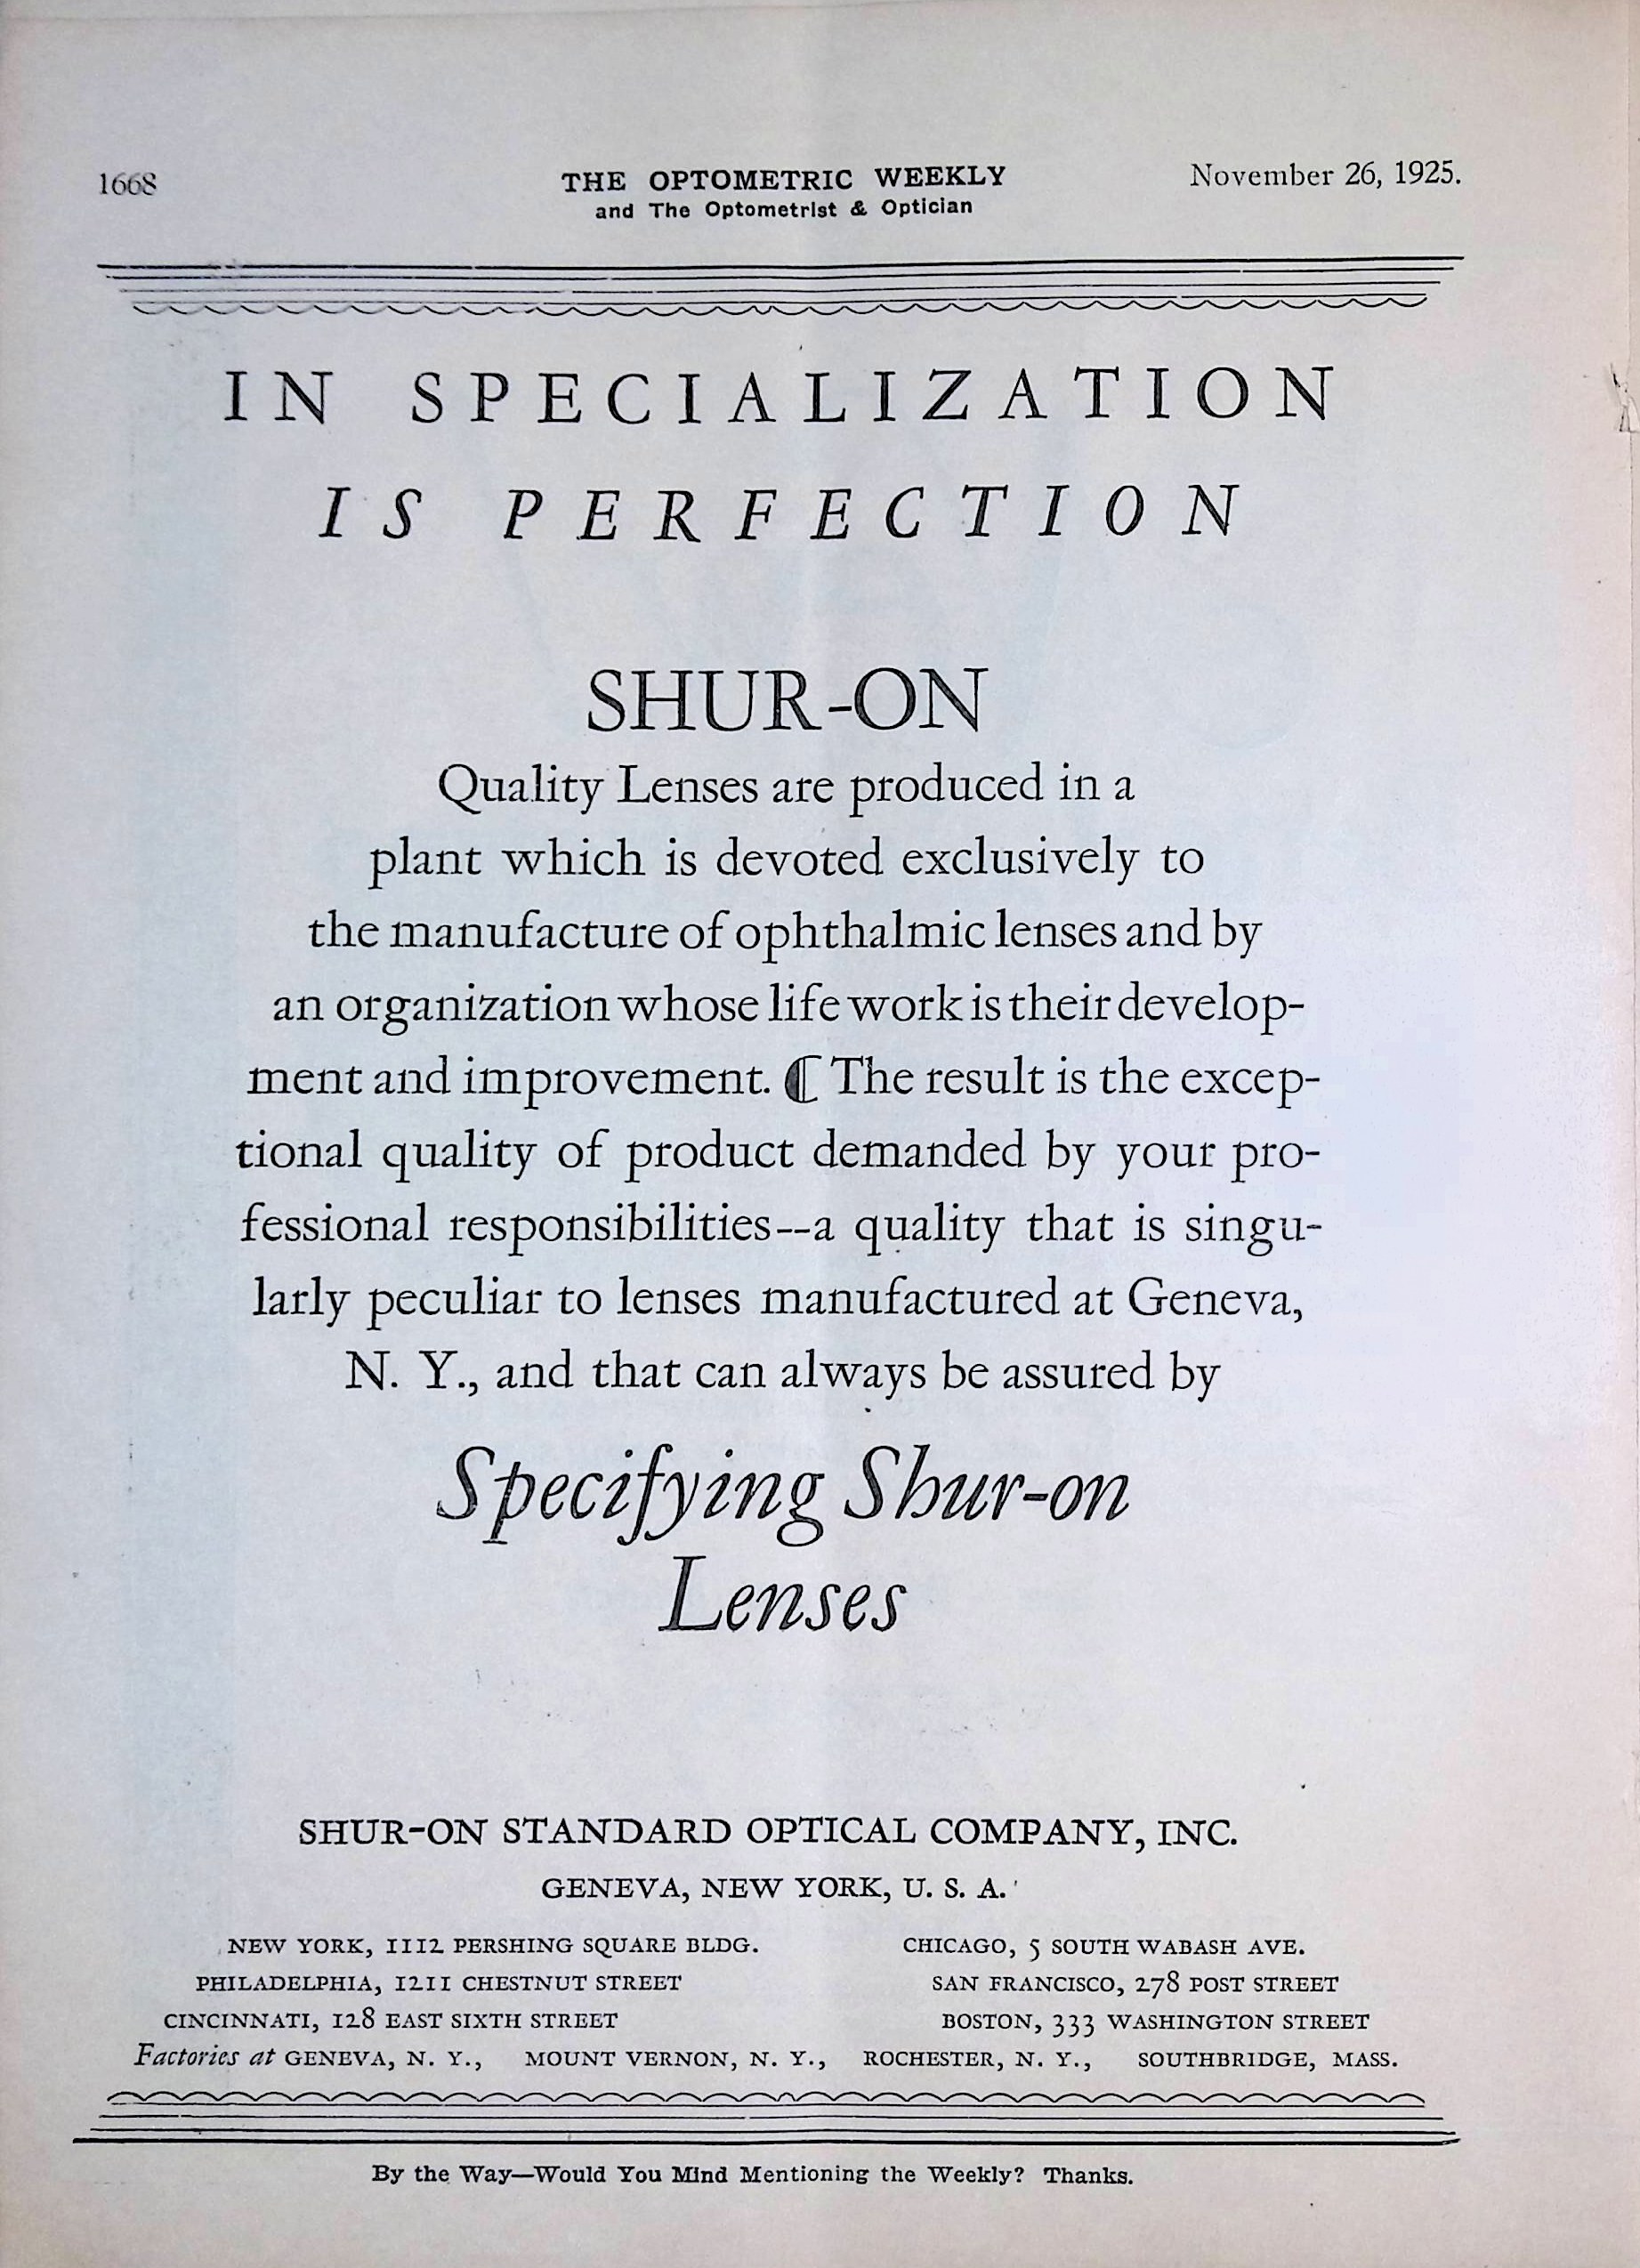 1668
THE OPTOMETRIC WEEKLY
and The Optometrist & Optician
November 26, 1925.
IN SPECIALIZATION
IS PERFECTION
SHUR-ON
Quality Lenses are produced in a
plant which is devoted exclusively to
the manufacture of ophthalmic lenses and by
an organization whose life work is their develop-
ment and improvement. ⁋ The result is the excep-
tional quality of product demanded by your pro-
fessional responsibilities--a quality that is singu-
larly peculiar to lenses manufactured at Geneva,
N. Y., and that can always be assured by
Specifying Shur-on
Lenses
SHUR-ON STANDARD OPTICAL COMPANY, INC.
GENEVA, NEW YORK, U. S. A.
NEW YORK, 1112 PERSHING SQUARE BLDG. CHICAGO, 5 SOUTH WABASH AVE.
PHILADELPHIA, 1211 CHESTNUT STREET SAN FRANCISCO, 278 POST STREET
CINCINNATI, 128 EAST SIXTH STREET BOSTON, 333 WASHINGTON STREET
Factories at GENEVA, N. Y., MOUNT VERNON, N. Y., ROCHESTER, N. Y., SOUTHBRIDGE, MASS.
By the Way—Would You Mind Mentioning the Weekly? Thanks.